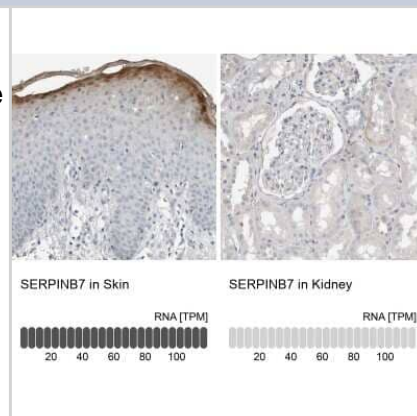 e
SERPINB7 in Skin
SERPINB7 in Kidney
RNA [TPM]
RNA [TPM]
20 40 60 80 100
20 40 60 80 100